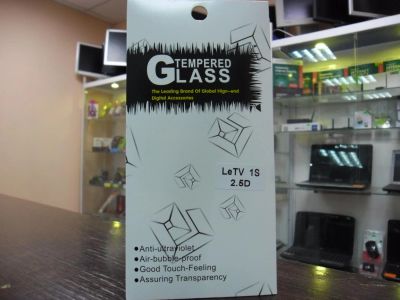 TEMPERED
GLASS
The Leading Brand Of Global High-end
Digital Accessories
LeTV 1S
2.5D
●Anti-ultraviolet
●Air-bubble-proof
●Good Touch-Feeling
●Assuring Transparency